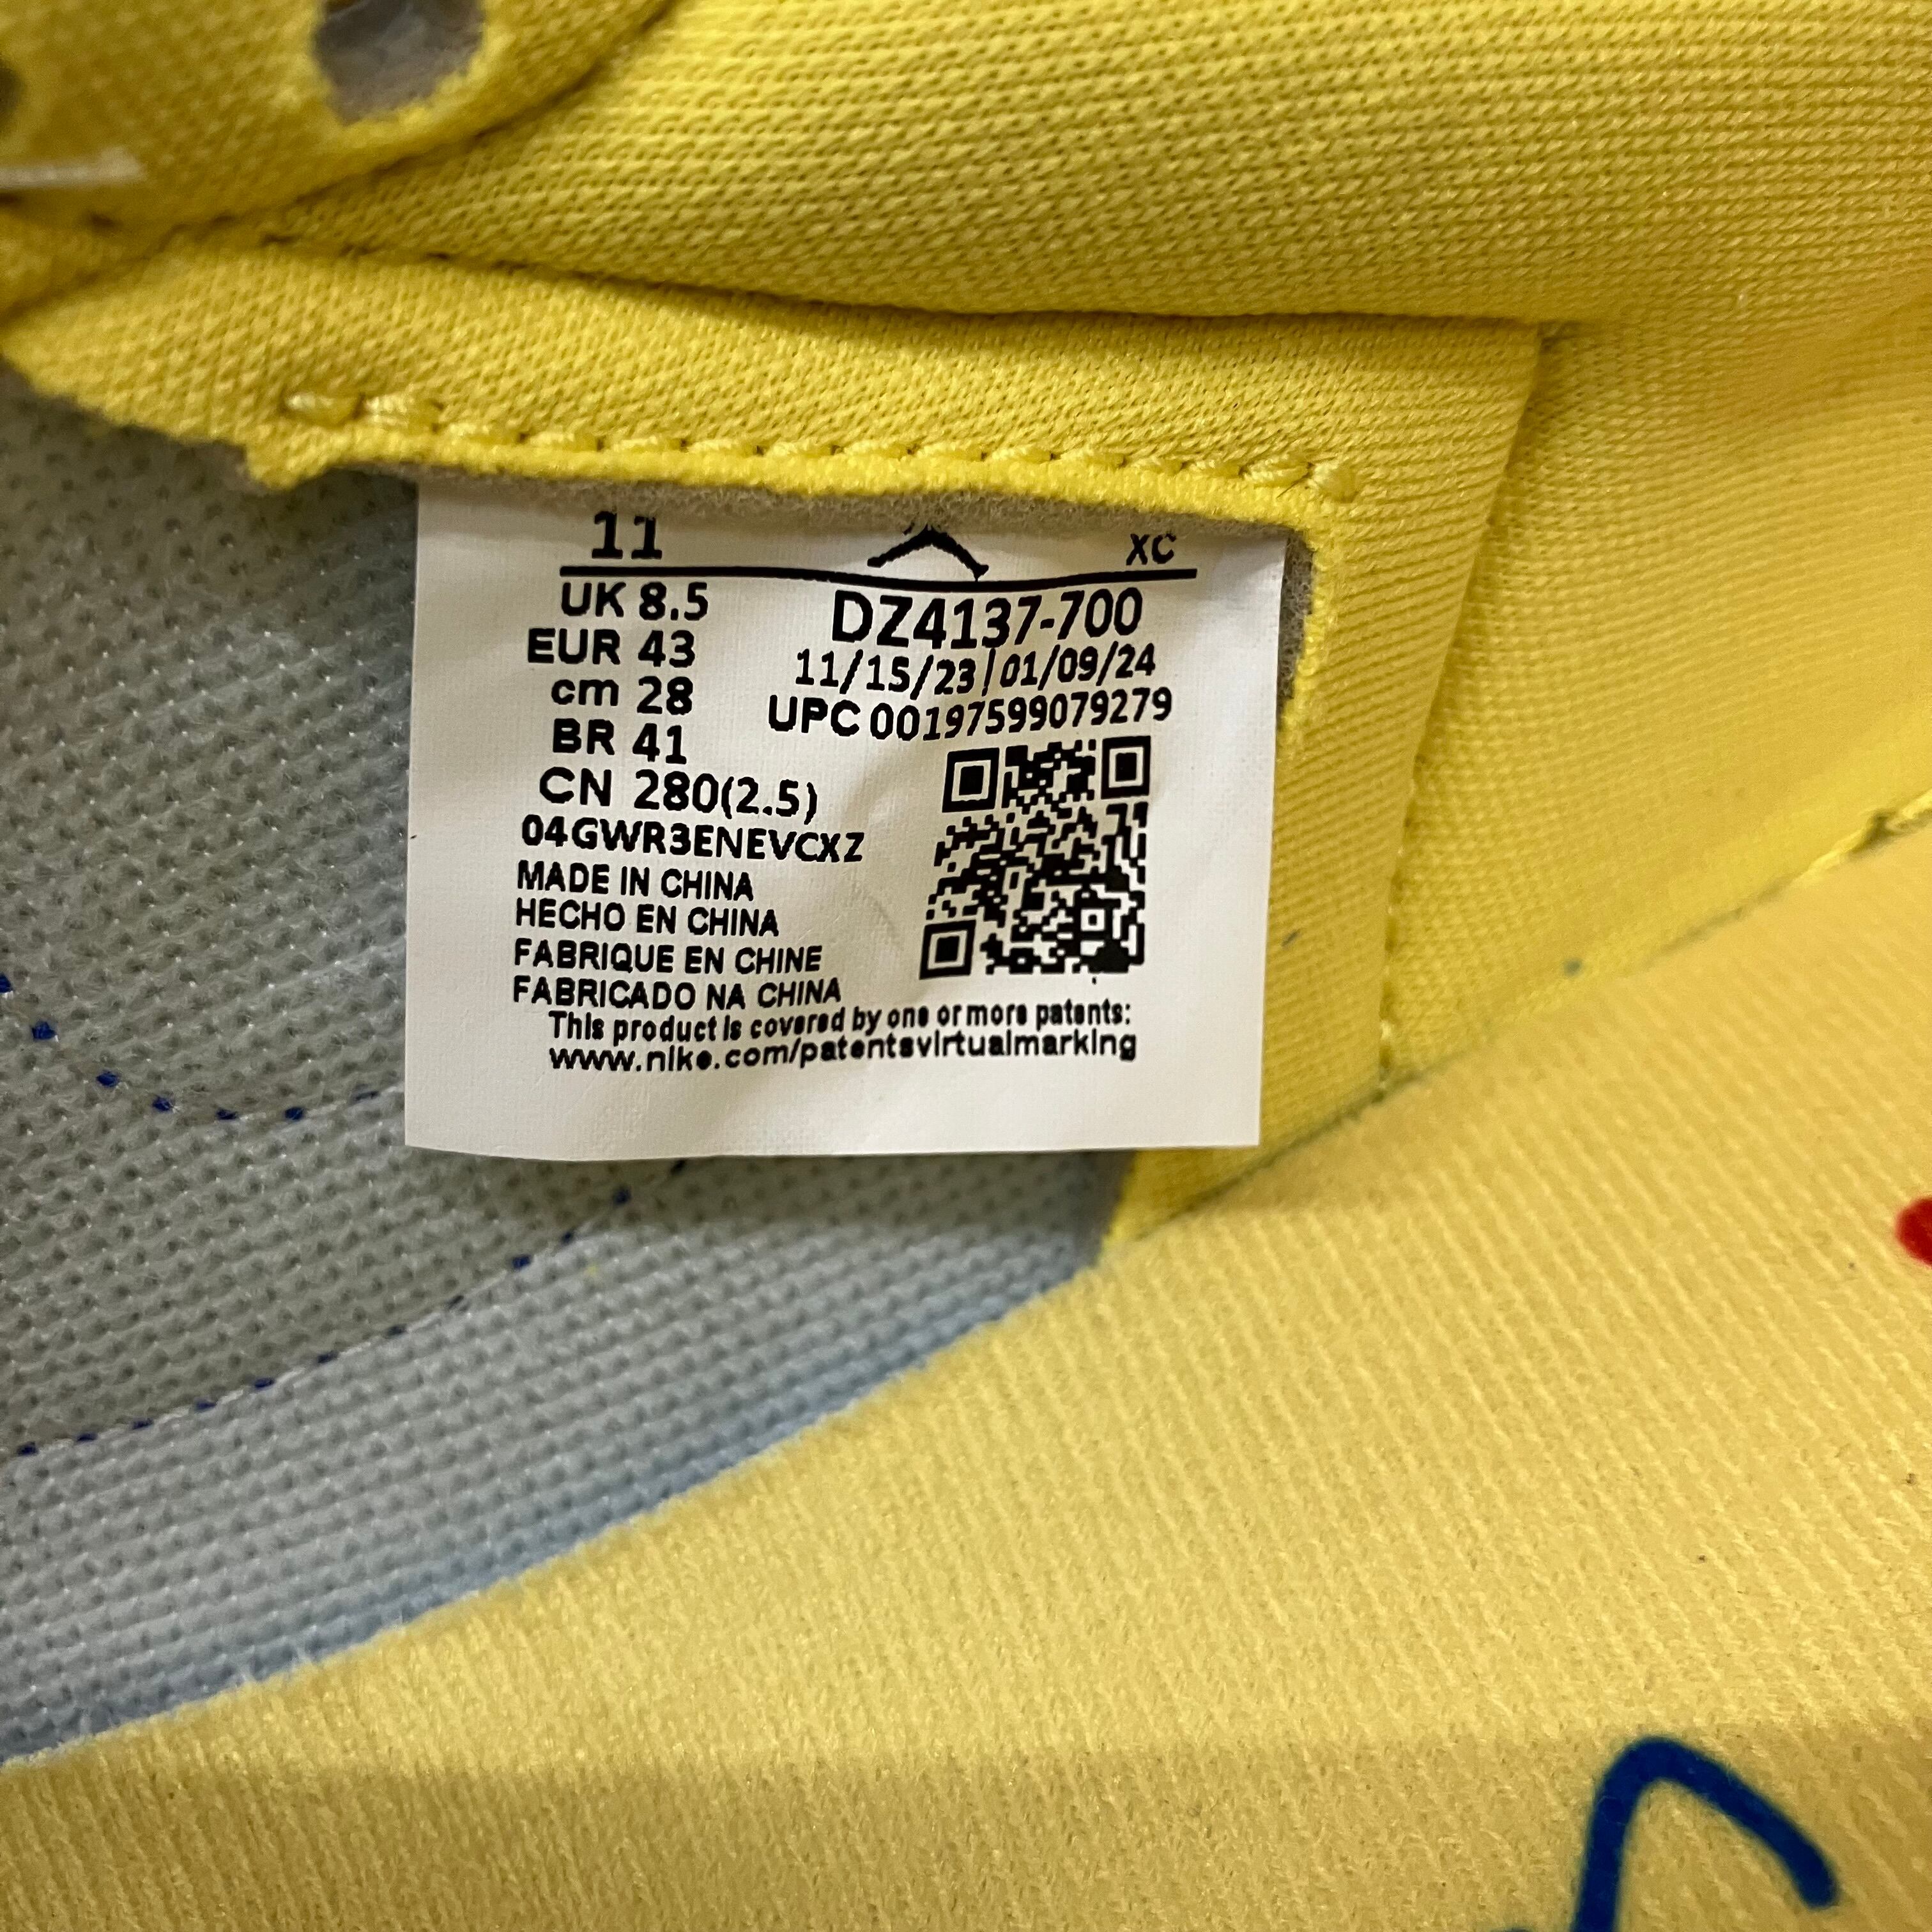 11 XC
UK 8.5
EUR 43
cm 28
BR 41
CN 280(2.5)
DZ4137-700
11/15/23|01/09/24
UPC 00197599079279
04GWR3ENEVCXZ
MADE IN CHINA
HECHO EN CHINA
FABRIQUE EN CHINE
FABRICADO NA CHINA
This product is covered by one or more patents:
www.nike.com/patentsvirtualmarking